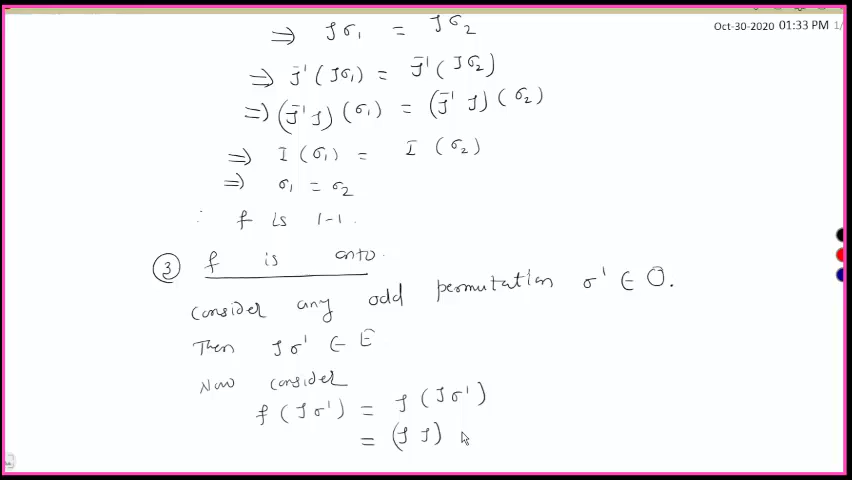 Oct-30-2020 01:33 PM 1/
⇒ Jσ₁ = Jσ₂
⇒ J⁻¹(Jσ₁) = J⁻¹(Jσ₂)
⇒ (J⁻¹J)(σ₁) = (J⁻¹J)(σ₂)
⇒ I(σ₁) = I(σ₂)
⇒ σ₁ = σ₂
∴ f is 1-1.
③ f is onto.
Consider any odd permutation σ' ∈ O.
Then Jσ' ∈ E
Now consider
f(Jσ') = J(Jσ')
= (JJ)